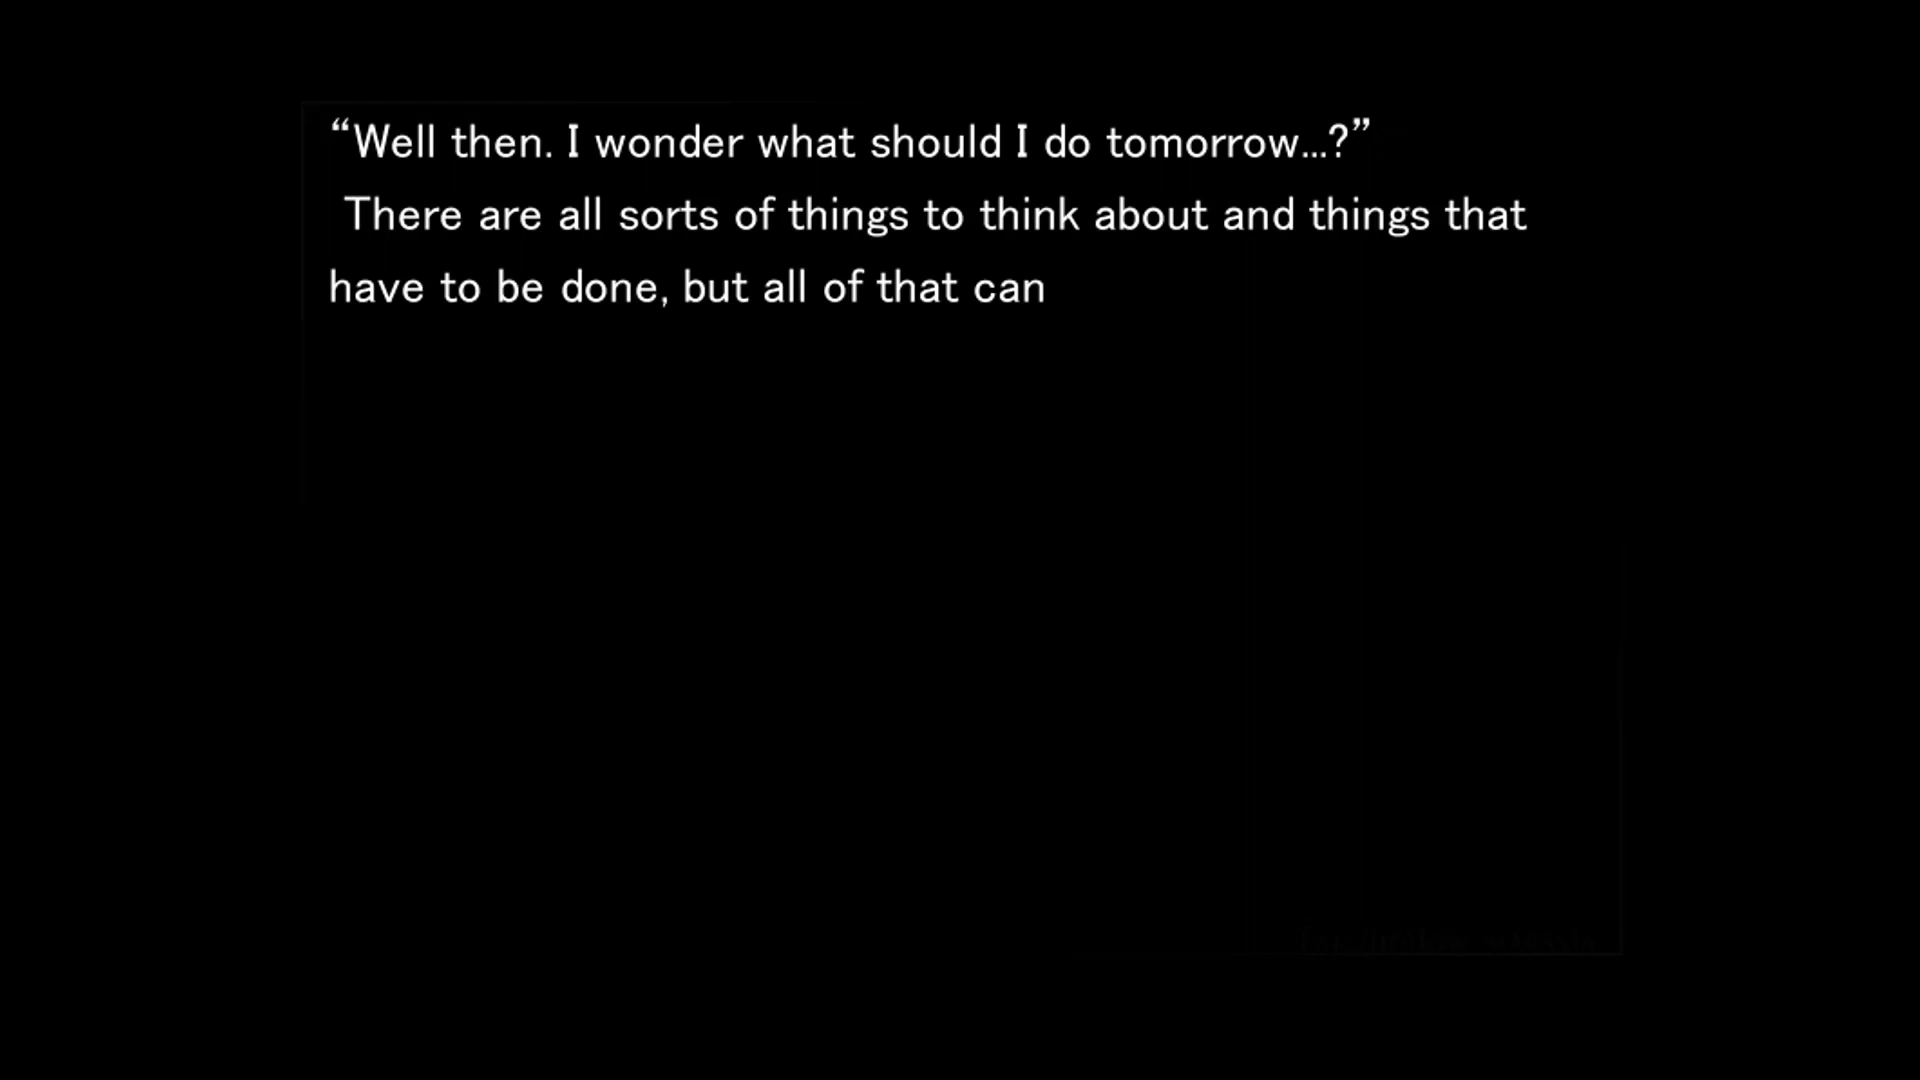 “Well then. I wonder what should I do tomorrow...?”
There are all sorts of things to think about and things that
have to be done, but all of that can